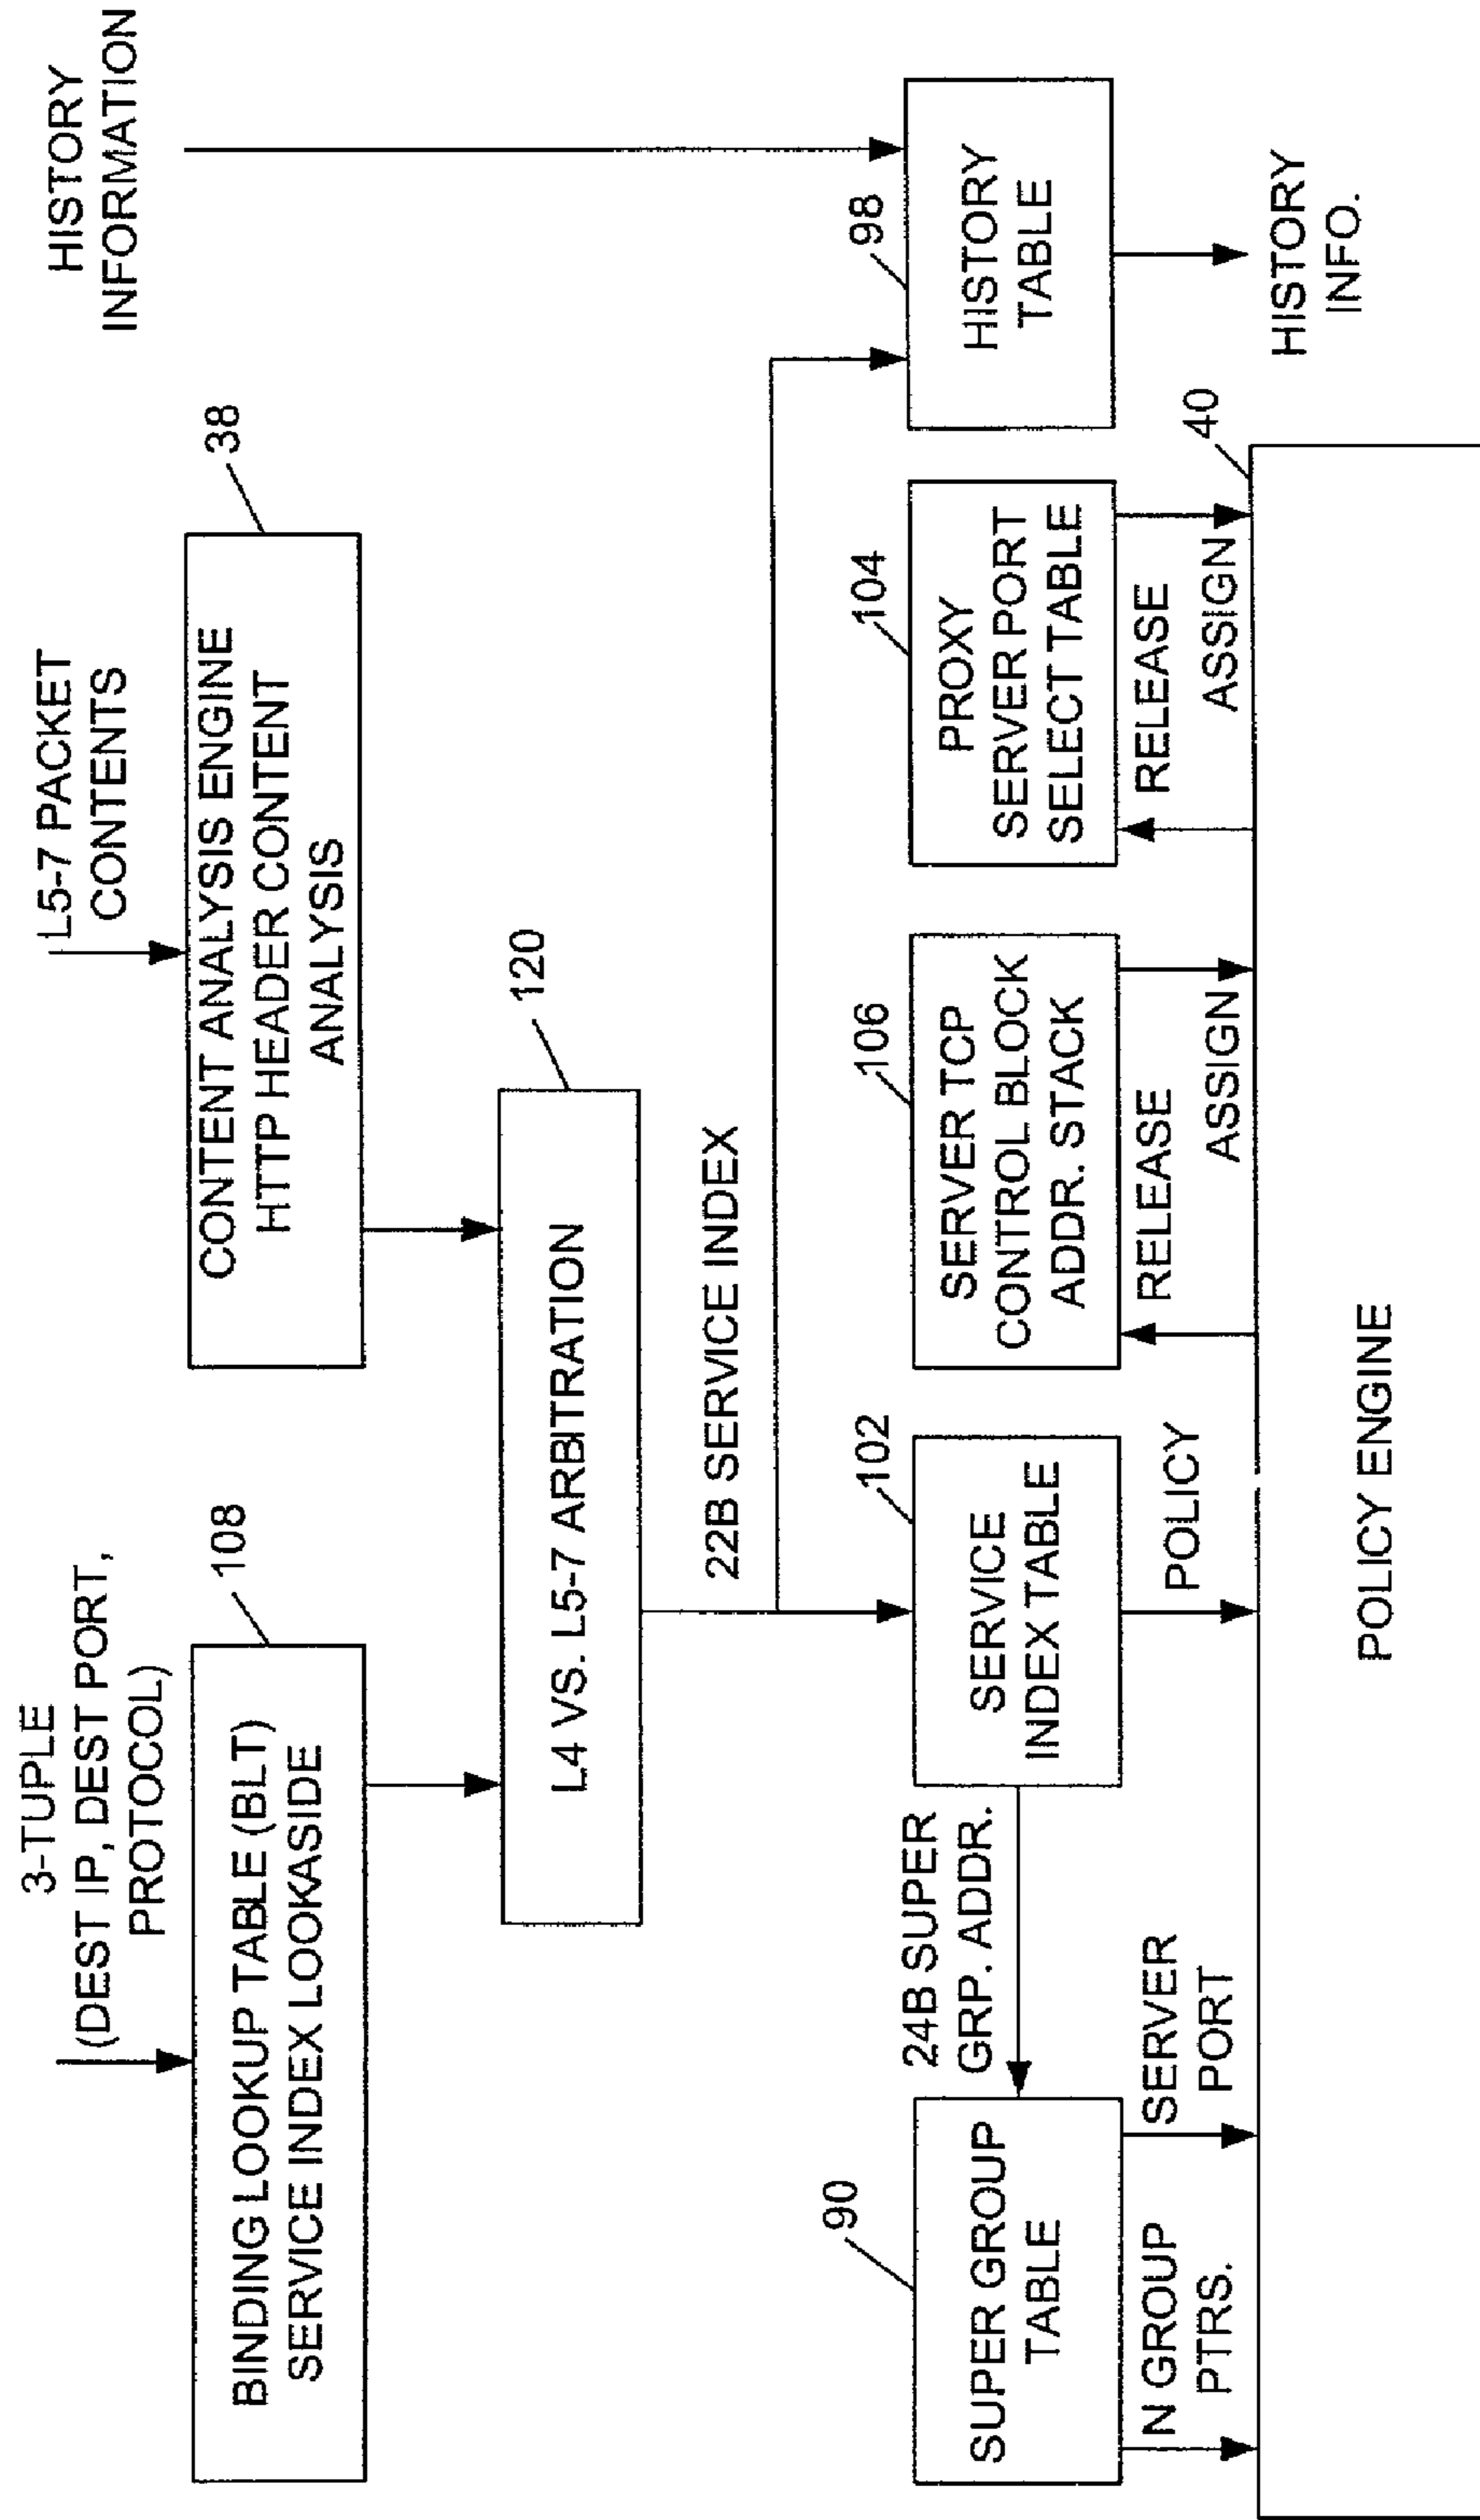 3-TUPLE
(DEST IP, DEST PORT,
PROTOCOL)
L5-7 PACKET
CONTENTS
HISTORY
INFORMATION
108
BINDING LOOKUP TABLE (BLT)
SERVICE INDEX LOOKASIDE
38
CONTENT ANALYSIS ENGINE
HTTP HEADER CONTENT
ANALYSIS
120
L4 VS. L5-7 ARBITRATION
22B SERVICE INDEX
90
SUPER GROUP
TABLE
24B SUPER
GRP. ADDR.
102
SERVICE
INDEX TABLE
106
SERVER TCP
CONTROL BLOCK
ADDR. STACK
104
PROXY
SERVER PORT
SELECT TABLE
98
HISTORY
TABLE
N GROUP
PTRS.
SERVER
PORT
POLICY
RELEASE
ASSIGN
RELEASE
ASSIGN
40
HISTORY
INFO.
POLICY ENGINE